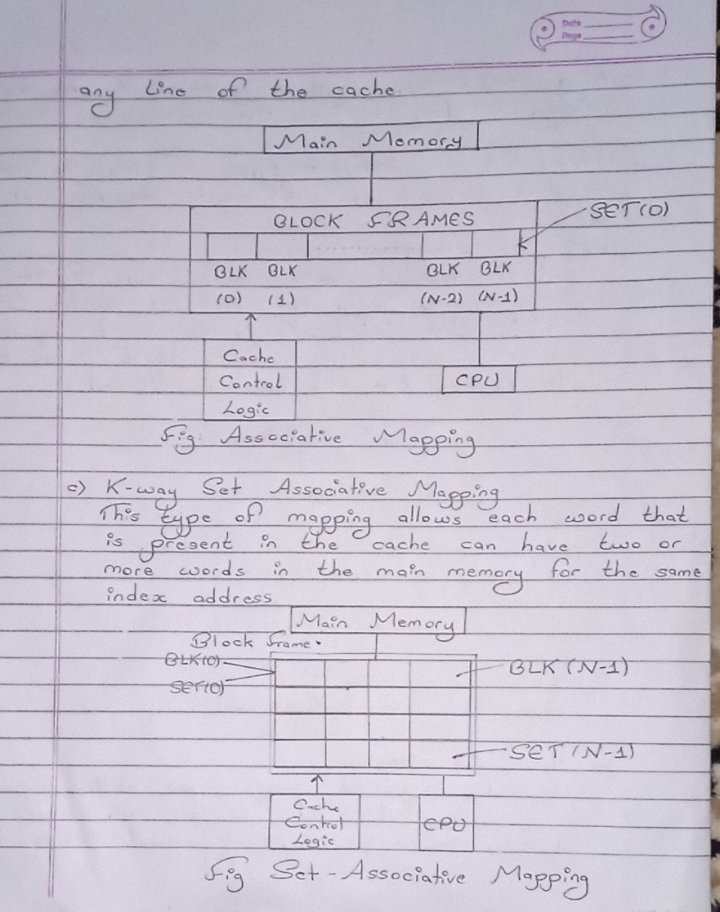 Date
Page
any Line of the cache
Main Memory
BLOCK FRAMES
SET(0)
BLK BLK BLK BLK
(0) (1) (N-2) (N-1)
Cache
Control
Logic
CPU
Fig: Associative Mapping
c) K-way Set Associative Mapping
This type of mapping allows each word that
is present in the cache can have two or
more words in the main memory for the same
index address
Main Memory
Block frame.
BLK(0)
SET(0)
BLK (N-1)
SET (N-1)
Cache
Control
Logic
CPU
Fig Set-Associative Mapping